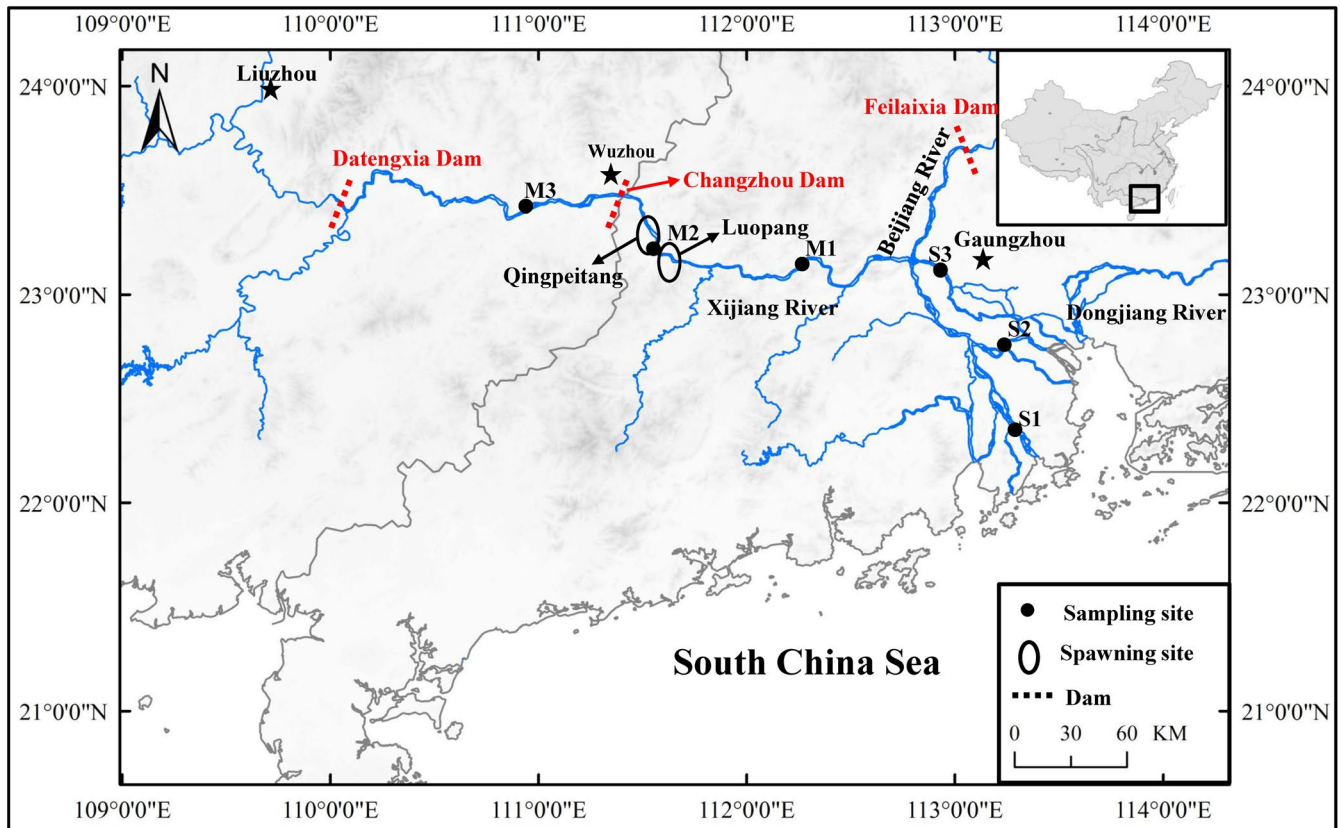 109°0'0"E
110°0'0"E
111°0'0"E
112°0'0"E
113°0'0"E
114°0'0"E
24°0'0"N
24°0'0"N
N
Liuzhou
Feilaixia Dam
Datengxia Dam
Wuzhou
Changzhou Dam
Beijiang River
M3
M2
Luopang
M1
Gaungzhou
S3
Qingpeitang
23°0'0"N
23°0'0"N
Xijiang River
Dongjiang River
S2
S1
22°0'0"N
22°0'0"N
South China Sea
Sampling site
Spawning site
Dam
0 30 60 KM
21°0'0"N
21°0'0"N
109°0'0"E
110°0'0"E
111°0'0"E
112°0'0"E
113°0'0"E
114°0'0"E